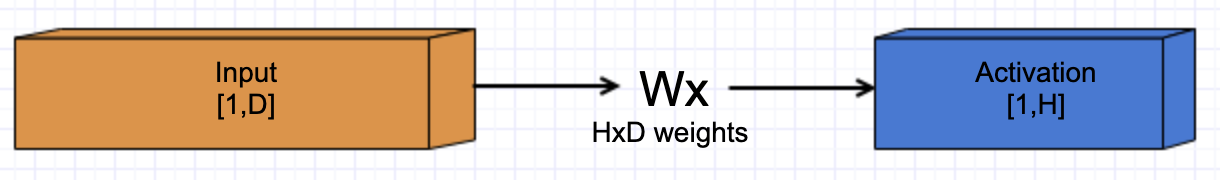 Input
[1,D]
Wx
HxD weights
Activation
[1,H]